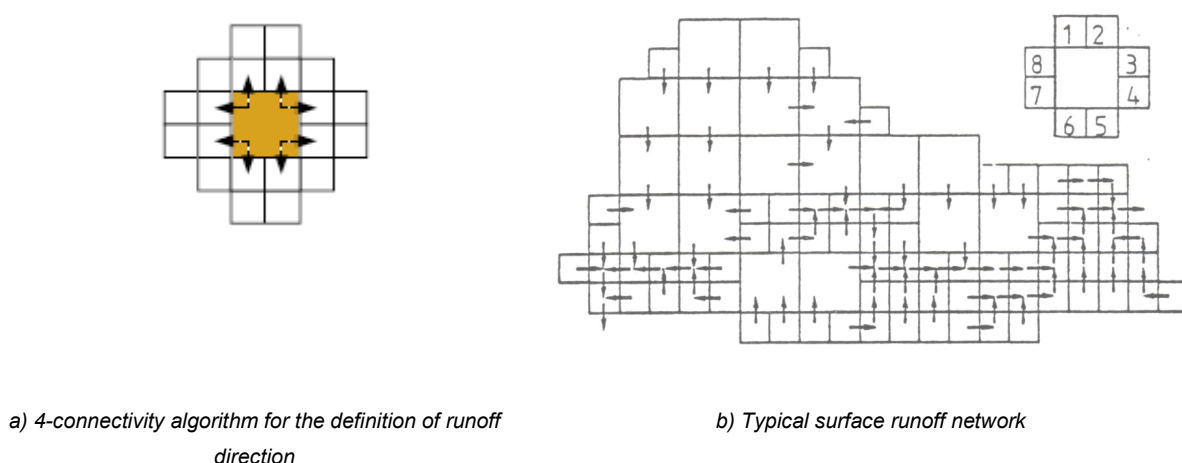 1 2
8 3
7 4
6 5
a) 4-connectivity algorithm for the definition of runoff
direction
b) Typical surface runoff network